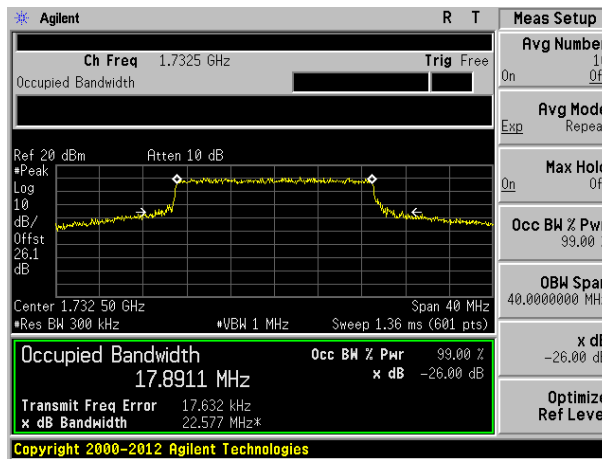 Agilent R T Meas Setup
Ch Freq 1.7325 GHz Trig Free
Occupied Bandwidth
Avg Number
On
Avg Mode
Exp Repeat
Max Hold
On
Occ BW % Pwr
99.00
OBW Span
40.0000000
x dB
-26.00
Optimize
Ref Level
Ref 20 dBm Atten 10 dB
#Peak
Log
10
dB/
Offst
26.1
dB
Center 1.732 50 GHz Span 40 MHz
#Res BW 300 kHz #VBW 1 MHz Sweep 1.36 ms (601 pts)
Occupied Bandwidth Occ BW % Pwr 99.00 %
17.8911 MHz x dB -26.00 dB
Transmit Freq Error 17.632 kHz
x dB Bandwidth 22.577 MHz*
Copyright 2000-2012 Agilent Technologies